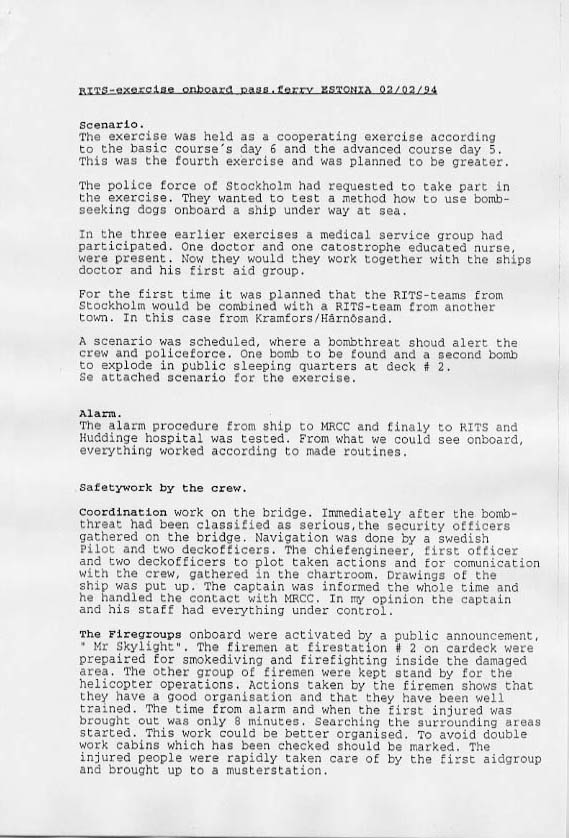 RITS-exercise onboard pass.ferry ESTONIA 02/02/94
Scenario.
The exercise was held as a cooperating exercise according
to the basic course's day 6 and the advanced course day 5.
This was the fourth exercise and was planned to be greater.
The police force of Stockholm had requested to take part in
the exercise. They wanted to test a method how to use bomb-
seeking dogs onboard a ship under way at sea.
In the three earlier exercises a medical service group had
participated. One doctor and one catostrophe educated nurse,
were present. Now they would they work together with the ships
doctor and his first aid group.
For the first time it was planned that the RITS-teams from
Stockholm would be combined with a RITS-team from another
town. In this case from Kramfors/Härnösand.
A scenario was scheduled, where a bombthreat shoud alert the
crew and policeforce. One bomb to be found and a second bomb
to explode in public sleeping quarters at deck # 2.
Se attached scenario for the exercise.
Alarm.
The alarm procedure from ship to MRCC and finaly to RITS and
Huddinge hospital was tested. From what we could see onboard,
everything worked according to made routines.
Safetywork by the crew.
Coordination work on the bridge. Immediately after the bomb-
threat had been classified as serious,the security officers
gathered on the bridge. Navigation was done by a swedish
Pilot and two deckofficers. The chiefengineer, first officer
and two deckofficers to plot taken actions and for comunication
with the crew, gathered in the chartroom. Drawings of the
ship was put up. The captain was informed the whole time and
he handled the contact with MRCC. In my opinion the captain
and his staff had everything under control.
The Firegroups onboard were activated by a public announcement,
" Mr Skylight". The firemen at firestation # 2 on cardeck were
prepaired for smokediving and firefighting inside the damaged
area. The other group of firemen were kept stand by for the
helicopter operations. Actions taken by the firemen shows that
they have a good organisation and that they have been well
trained. The time from alarm and when the first injured was
brought out was only 8 minutes. Searching the surrounding areas
started. This work could be better organised. To avoid double
work cabins which has been checked should be marked. The
injured people were rapidly taken care of by the first aidgroup
and brought up to a musterstation.